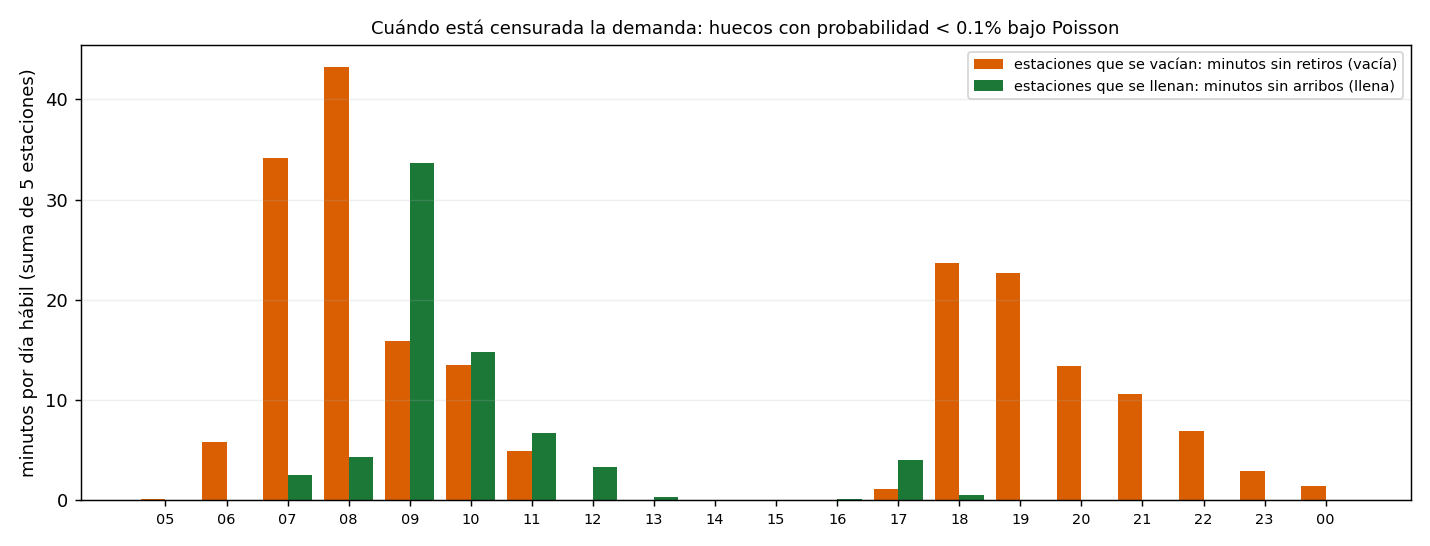 Cuándo está censurada la demanda: huecos con probabilidad < 0.1% bajo Poisson
estaciones que se vacían: minutos sin retiros (vacía)
estaciones que se llenan: minutos sin arribos (llena)
minutos por día hábil (suma de 5 estaciones)
40
30
20
10
0
05 06 07 08 09 10 11 12 13 14 15 16 17 18 19 20 21 22 23 00